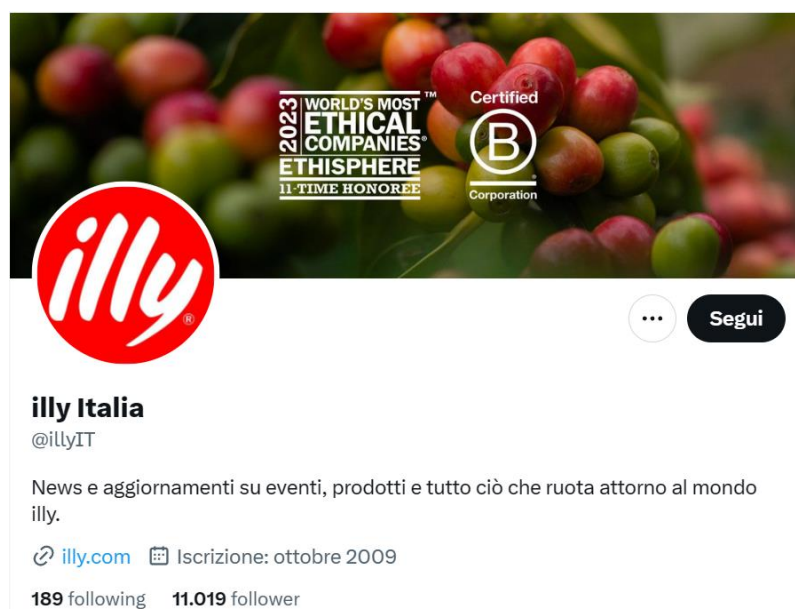 2023 WORLD'S MOST ETHICAL COMPANIES® ™
ETHISPHERE
11-TIME HONOREE
Certified
B
®
Corporation
illy®
Segui
illy Italia
@illyIT
News e aggiornamenti su eventi, prodotti e tutto ciò che ruota attorno al mondo
illy.
illy.com Iscrizione: ottobre 2009
189 following 11.019 follower